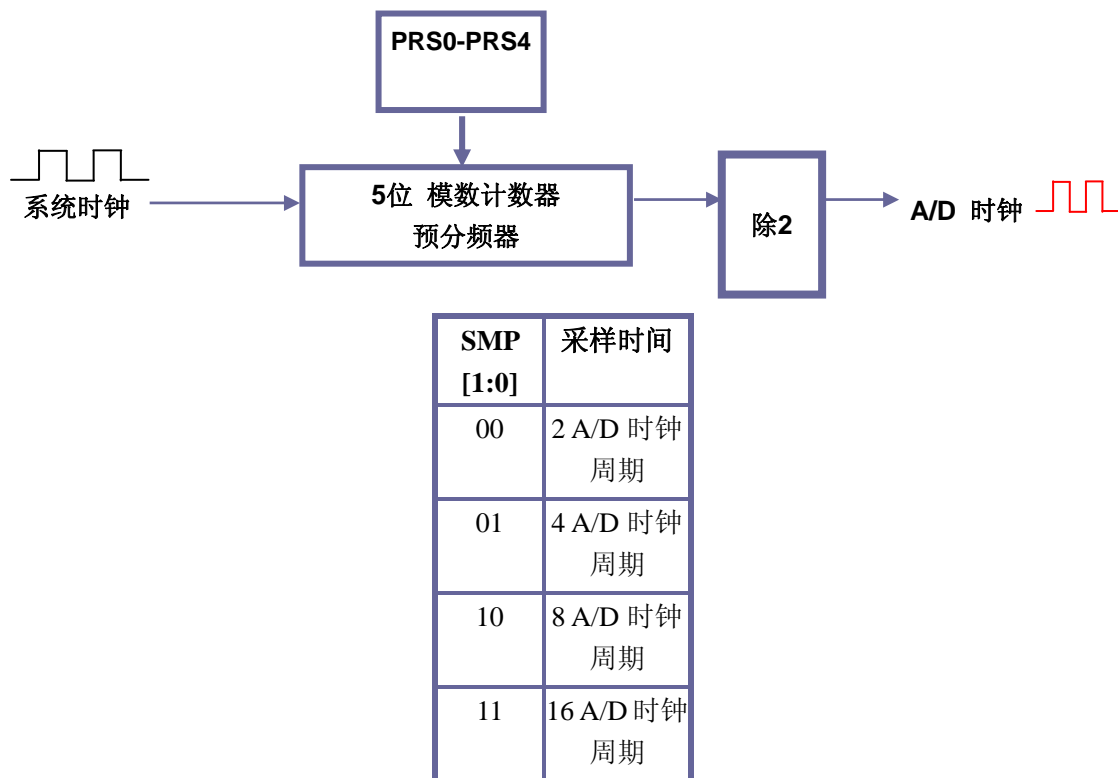 PRS0-PRS4
系统时钟
5位 模数计数器
预分频器
除2
A/D 时钟
SMP
[1:0]
采样时间
00
2 A/D 时钟
周期
01
4 A/D 时钟
周期
10
8 A/D 时钟
周期
11
16 A/D 时钟
周期